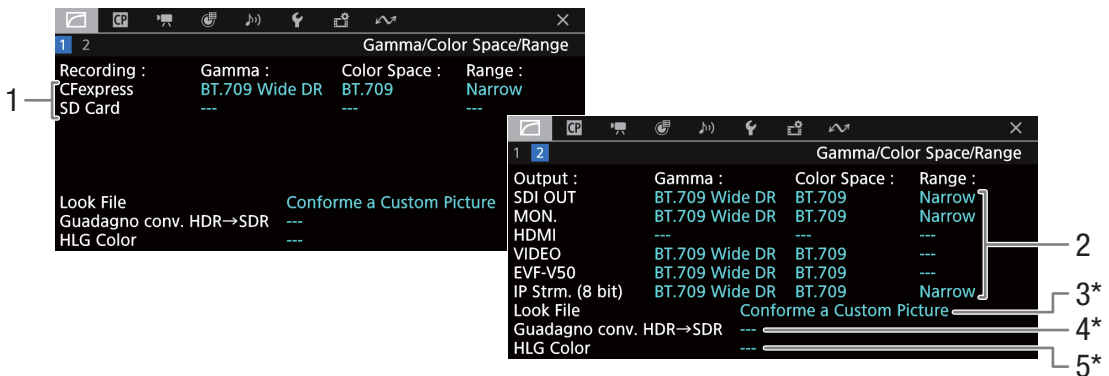 CP
1 2 Gamma/Color Space/Range
Recording : Gamma : Color Space : Range :
CFexpress BT.709 Wide DR BT.709 Narrow
SD Card --- --- ---
1
Look File Conforme a Custom Picture
Guadagno conv. HDR→SDR ---
HLG Color ---
CP
1 2 Gamma/Color Space/Range
Output : Gamma : Color Space : Range :
SDI OUT BT.709 Wide DR BT.709 Narrow
MON. BT.709 Wide DR BT.709 Narrow
HDMI --- --- ---
VIDEO BT.709 Wide DR BT.709 ---
EVF-V50 BT.709 Wide DR BT.709 ---
IP Strm. (8 bit) BT.709 Wide DR BT.709 Narrow
2
Look File Conforme a Custom Picture
3*
Guadagno conv. HDR→SDR ---
4*
HLG Color ---
5*